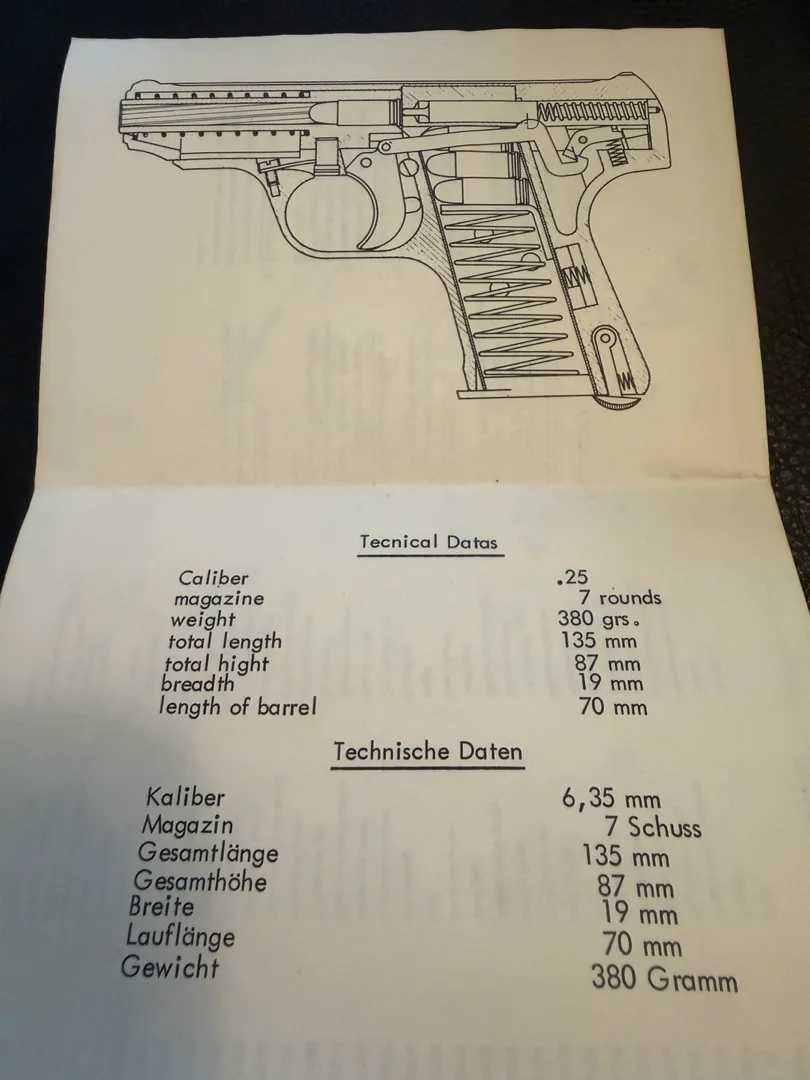 Tecnical Datas
Caliber .25
magazine 7 rounds
weight 380 grs.
total length 135 mm
total hight 87 mm
breadth 19 mm
length of barrel 70 mm
Technische Daten
Kaliber 6,35 mm
Magazin 7 Schuss
Gesamtlänge 135 mm
Gesamthöhe 87 mm
Breite 19 mm
Lauflänge 70 mm
Gewicht 380 Gramm